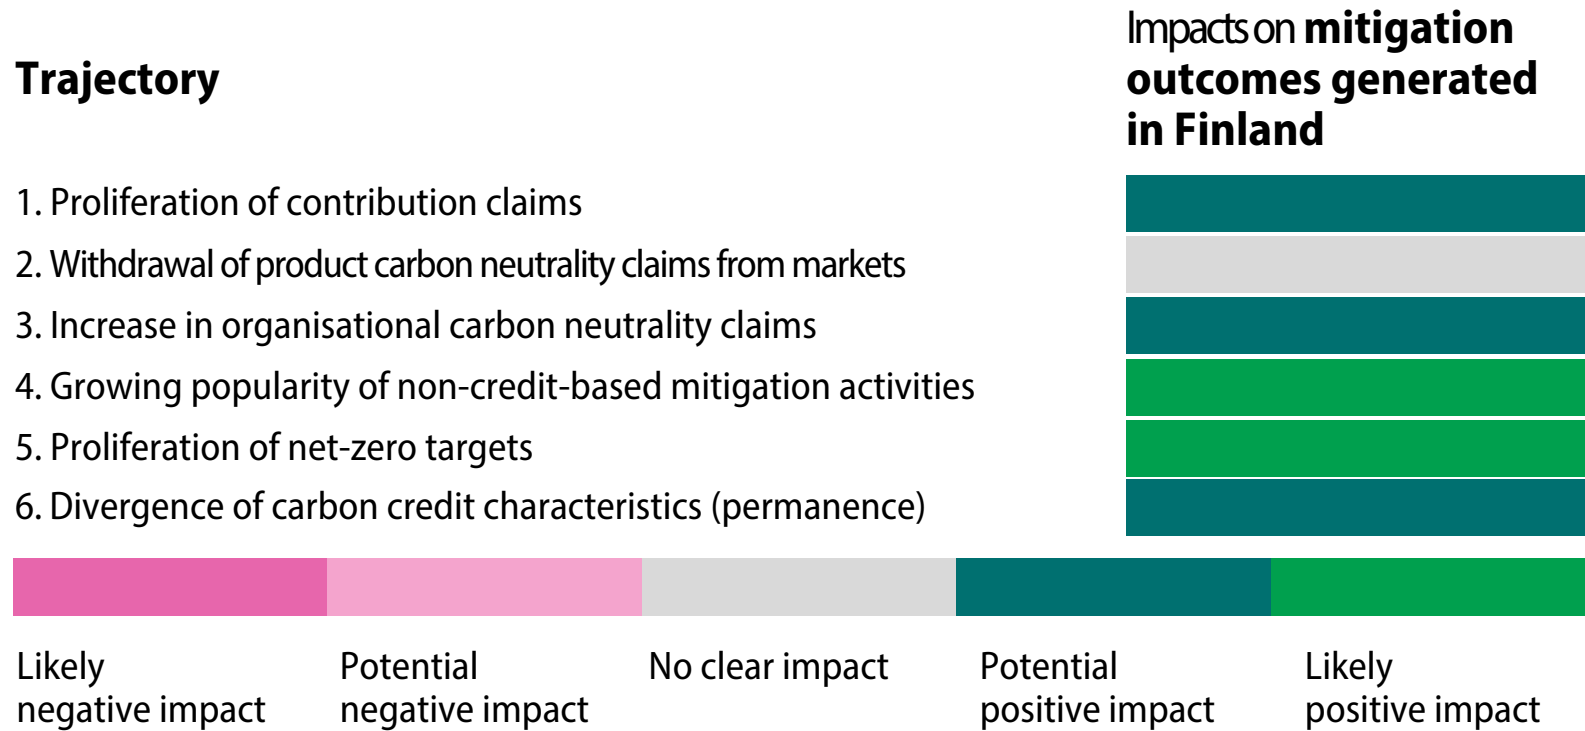 Trajectory
Impacts on mitigation
outcomes generated
in Finland
1. Proliferation of contribution claims
2. Withdrawal of product carbon neutrality claims from markets
3. Increase in organisational carbon neutrality claims
4. Growing popularity of non-credit-based mitigation activities
5. Proliferation of net-zero targets
6. Divergence of carbon credit characteristics (permanence)
Likely
negative impact
Potential
negative impact
No clear impact
Potential
positive impact
Likely
positive impact